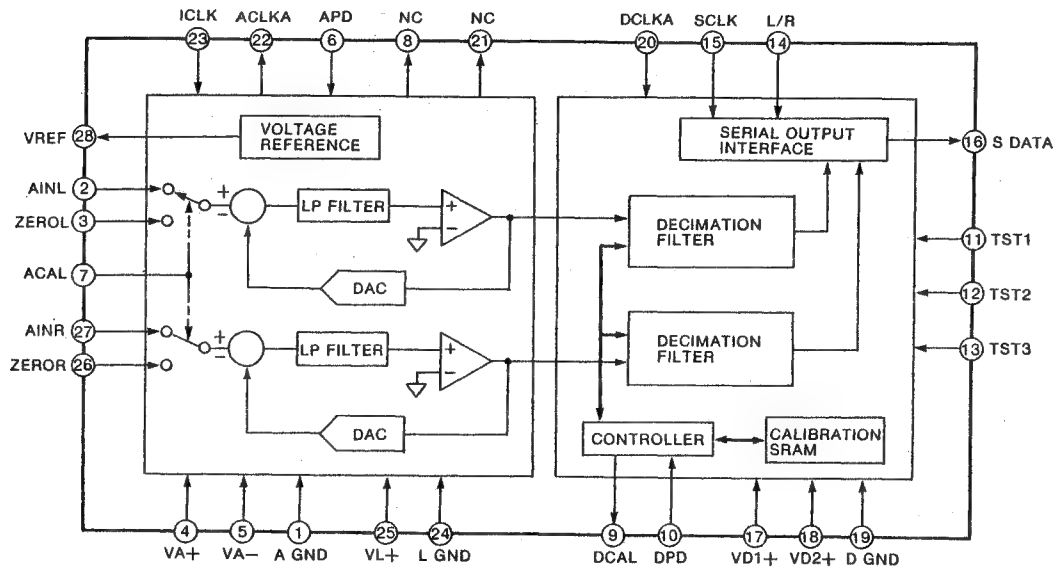 ICLK ACLKA APD NC NC DCLKA SCLK L/R
23 22 6 8 21 20 15 14
VREF 28
VOLTAGE
REFERENCE
SERIAL OUTPUT
INTERFACE
16 S DATA
AINL 2
ZEROL 3
+
−
LP FILTER
+
−
DECIMATION
FILTER
11 TST1
ACAL 7
DAC
12 TST2
AINR 27
ZEROR 26
+
−
LP FILTER
+
−
DECIMATION
FILTER
13 TST3
DAC
CONTROLLER
CALIBRATION
SRAM
4 5 1 25 24 9 10 17 18 19
VA+ VA− A GND VL+ L GND DCAL DPD VD1+ VD2+ D GND